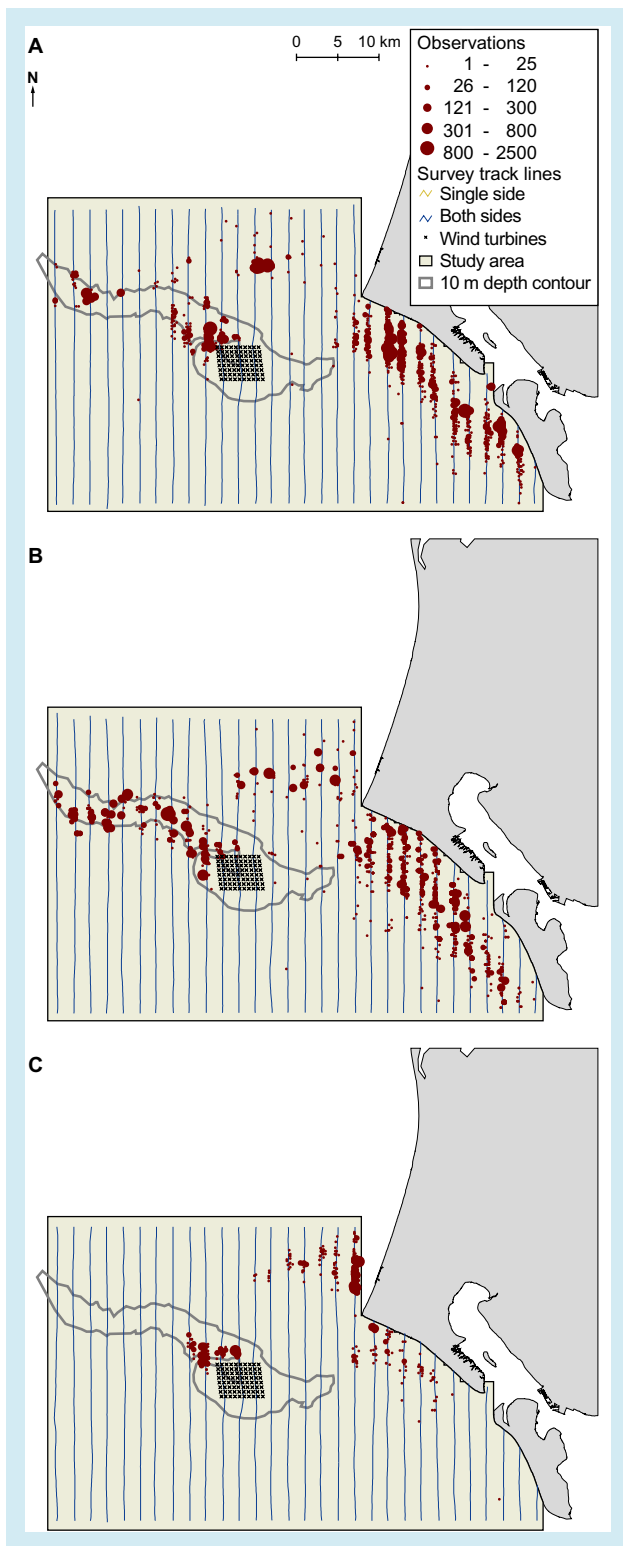 A
N
0 5 10 km
Observations
1 - 25
26 - 120
121 - 300
301 - 800
800 - 2500
Survey track lines
Single side
Both sides
Wind turbines
Study area
10 m depth contour
B
C